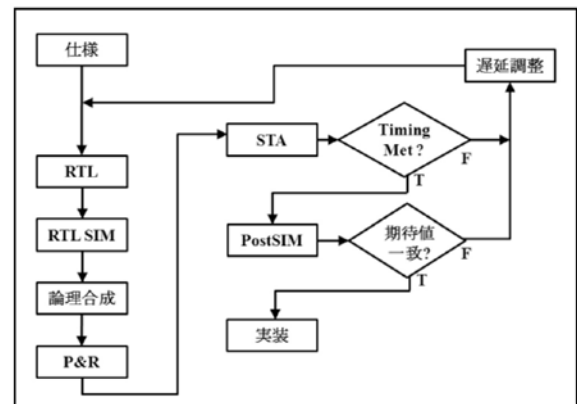 仕様
RTL
RTL SIM
論理合成
P&R
STA
Timing
Met ?
F
T
PostSIM
期待値
一致?
F
T
実装
遅延調整